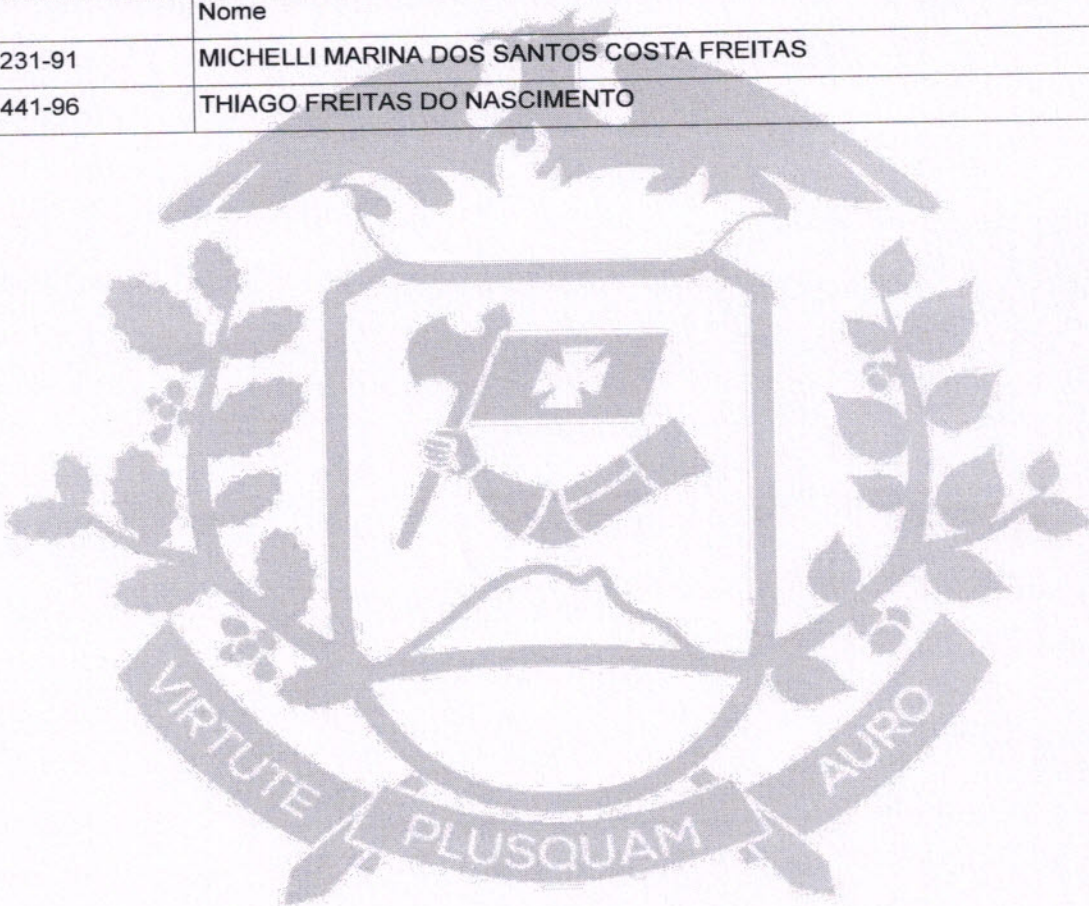 Nome
231-91 MICHELLI MARINA DOS SANTOS COSTA FREITAS
441-96 THIAGO FREITAS DO NASCIMENTO
VIRTUTE PLUSQUAM AURO